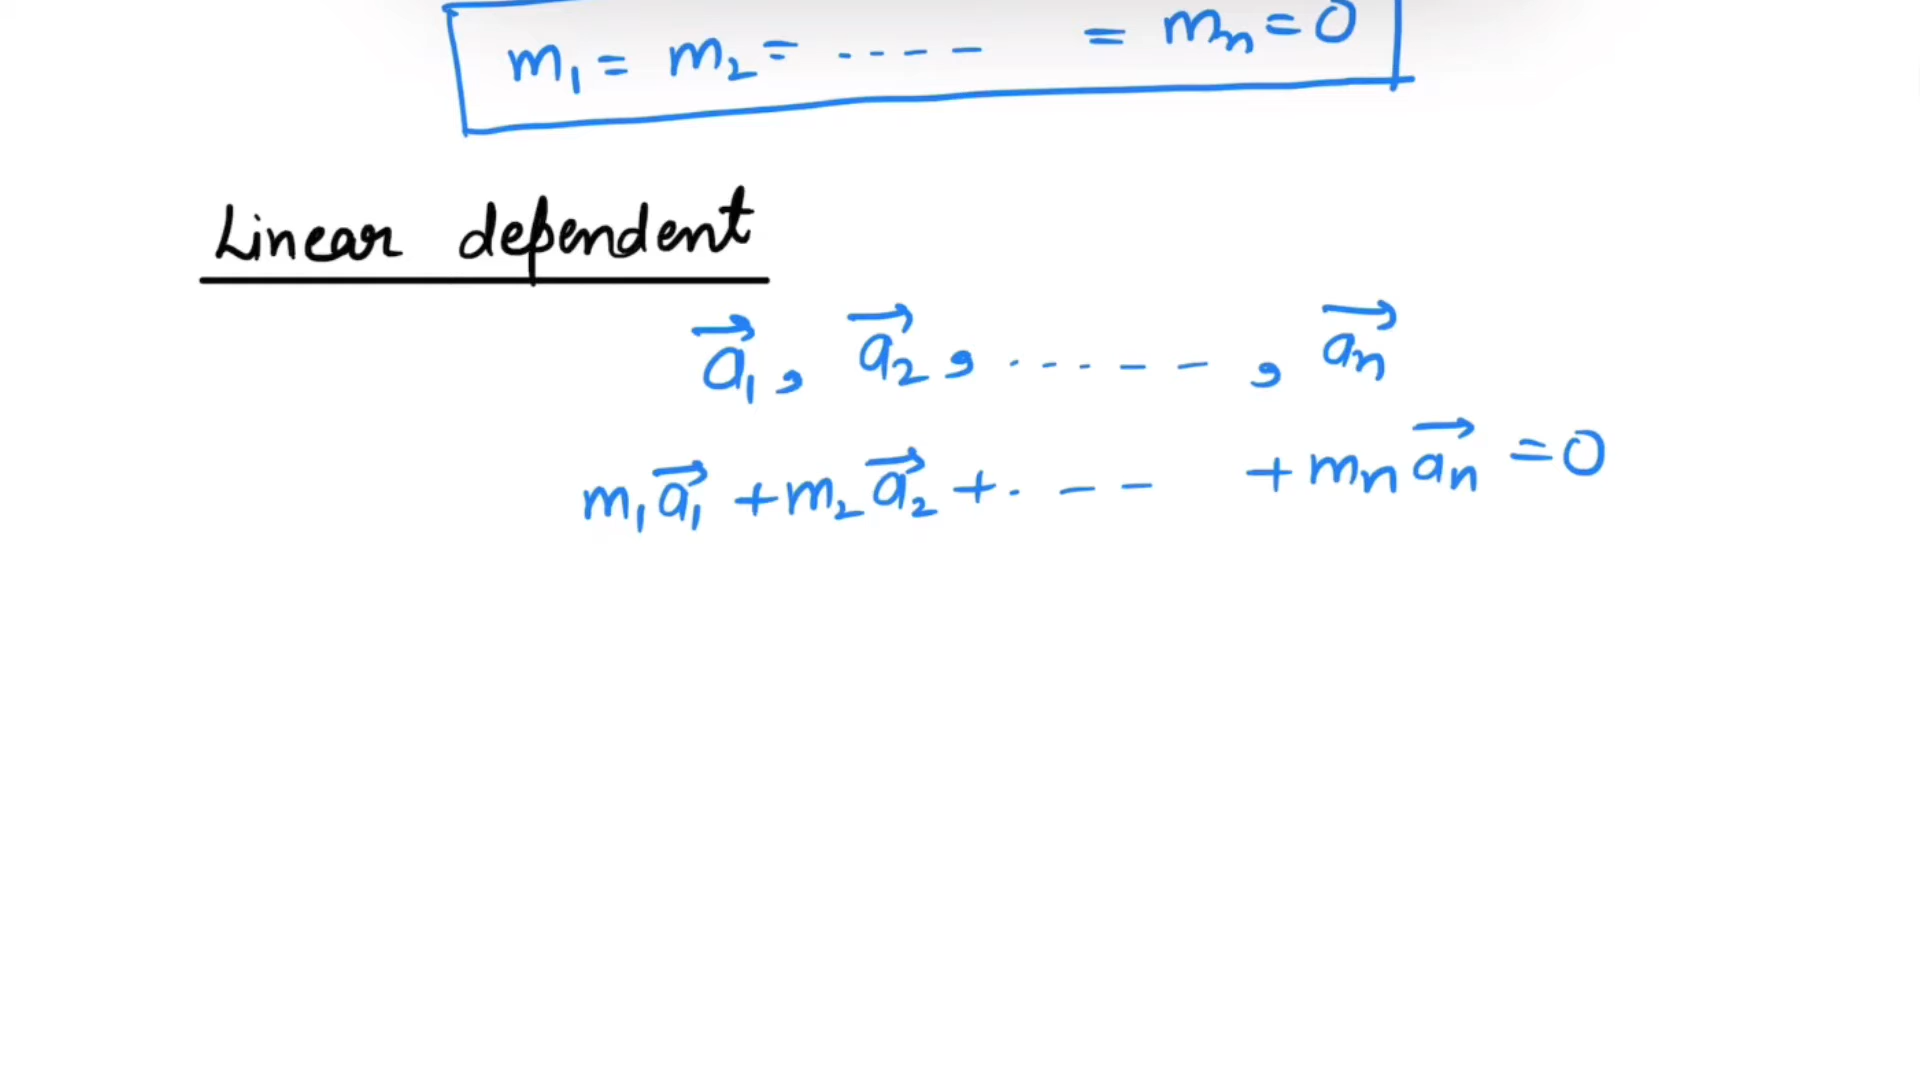 m₁ = m₂ = ..-- = mₙ = 0
Linear dependent
a⃗₁, a⃗₂, ....---, a⃗ₙ
m₁a⃗₁ + m₂a⃗₂ + .-- + mₙa⃗ₙ = 0